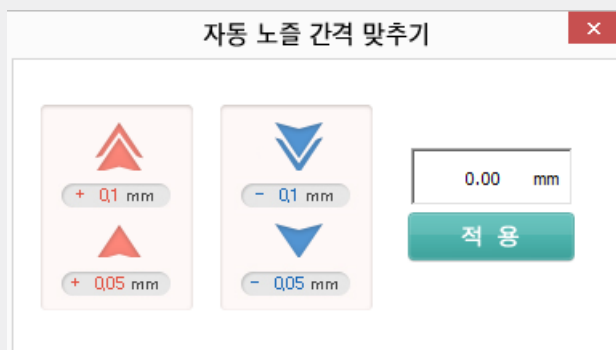 자동 노즐 간격 맞추기
+ 0.1 mm
- 0.1 mm
0.00 mm
적 용
+ 0.05 mm
- 0.05 mm